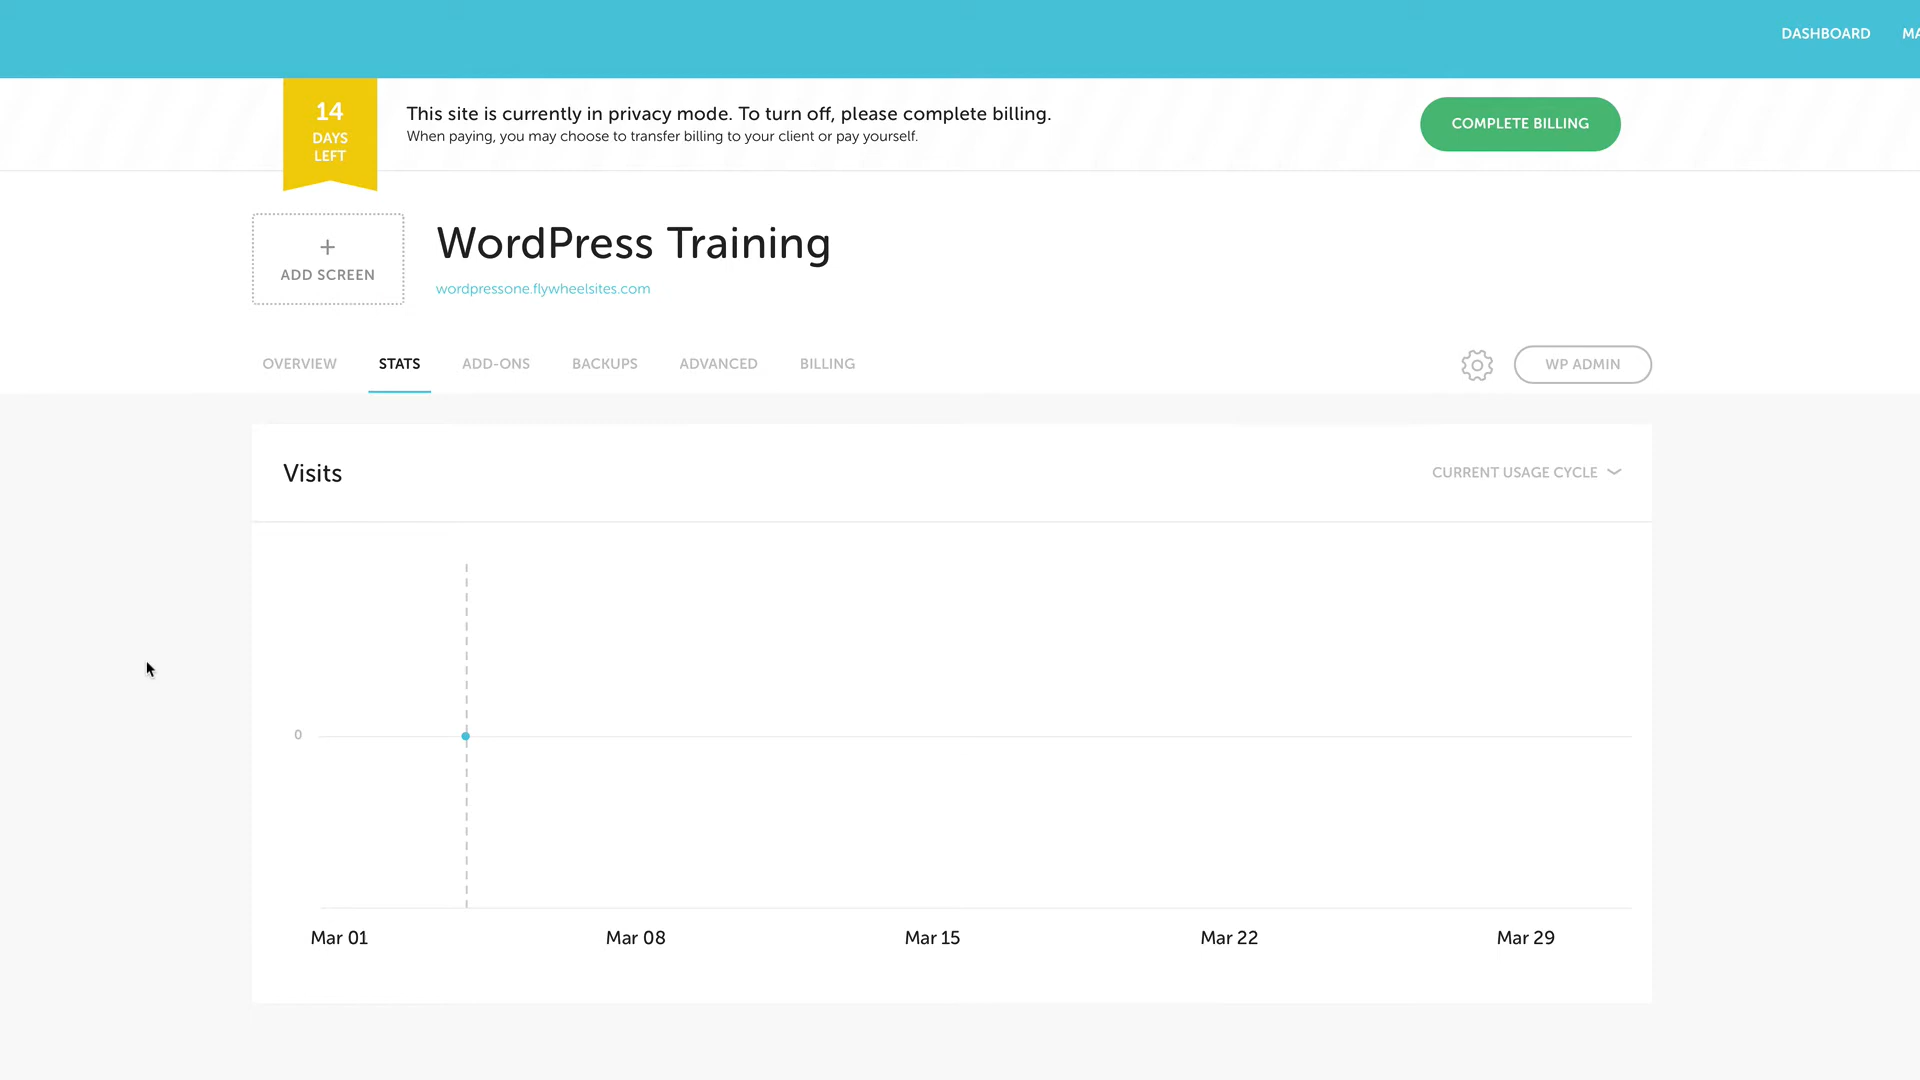 DASHBOARD
14
DAYS
LEFT
This site is currently in privacy mode. To turn off, please complete billing.
When paying, you may choose to transfer billing to your client or pay yourself.
COMPLETE BILLING
+
ADD SCREEN
WordPress Training
wordpressone.flywheelsites.com
OVERVIEW
STATS
ADD-ONS
BACKUPS
ADVANCED
BILLING
WP ADMIN
Visits
CURRENT USAGE CYCLE
0
Mar 01
Mar 08
Mar 15
Mar 22
Mar 29